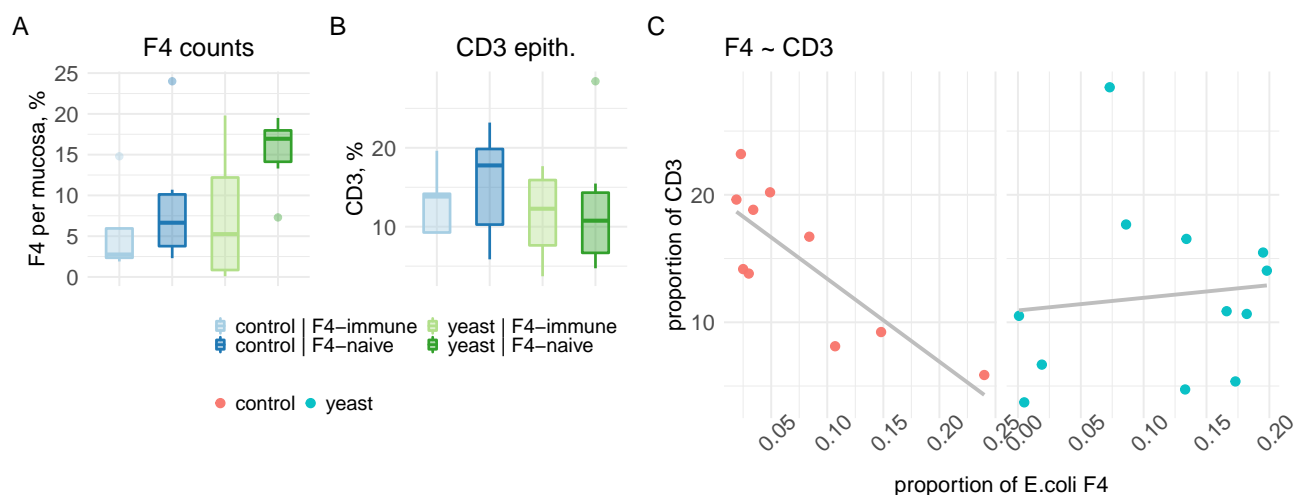 A
F4 counts
F4 per mucosa, %
25
20
15
10
5
0
B
CD3 epith.
CD3, %
20
10
control | F4−immune
control | F4−naive
yeast | F4−immune
yeast | F4−naive
control
yeast
C
F4 ~ CD3
proportion of CD3
20
10
0.05
0.10
0.15
0.20
0.25
0.00
0.05
0.10
0.15
0.20
proportion of E.coli F4